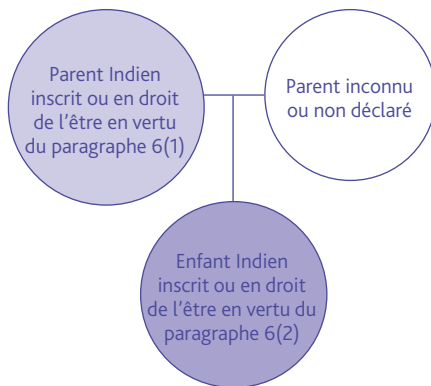 Parent Indien
inscrit ou en droit
de l’être en vertu
du paragraphe 6(1)
Parent inconnu
ou non déclaré
Enfant Indien
inscrit ou en droit
de l’être en vertu du
paragraphe 6(2)